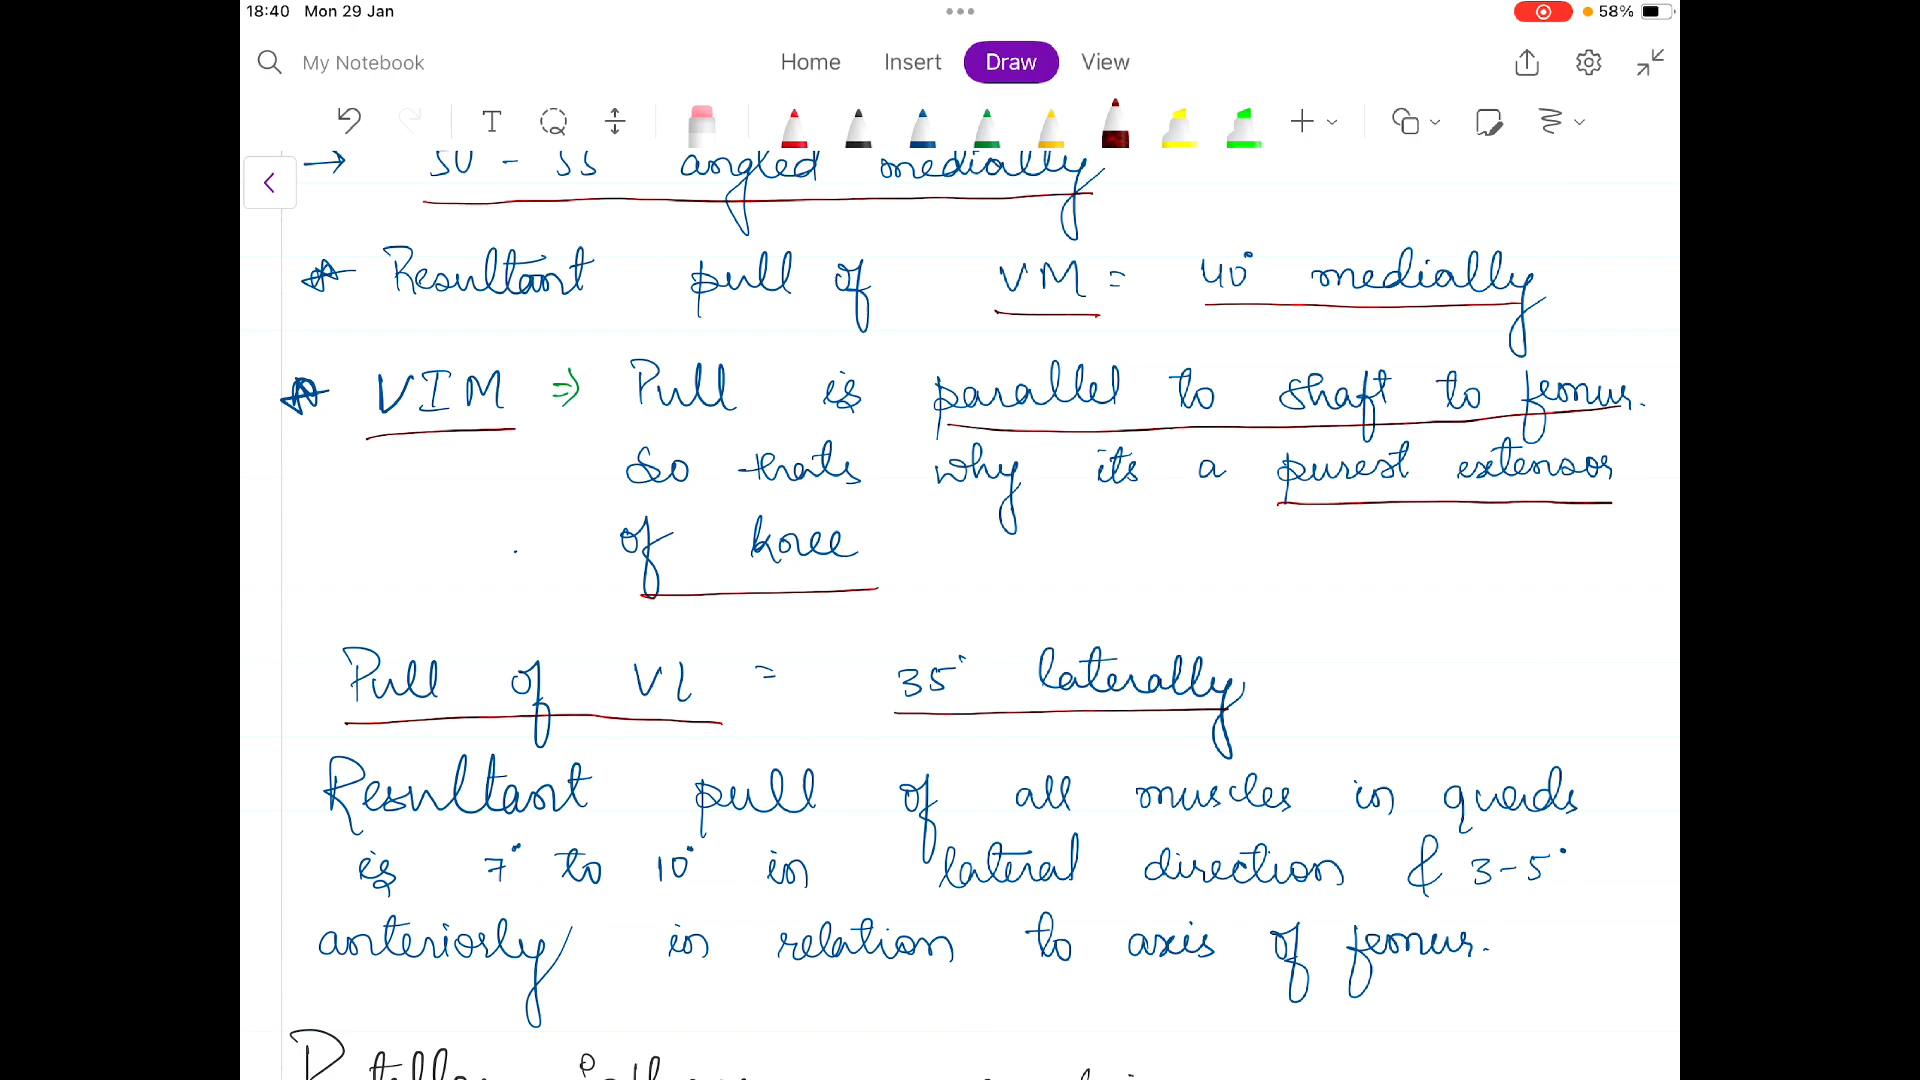 18:40 Mon 29 Jan
58%
My Notebook
Home Insert Draw View
→ 50 - 55 angled medially
Resultant pull of VM = 40° medially
VIM ⇒ Pull is parallel to shaft to femur.
So thats why its a purest extensor
of knee
Pull of VL = 35° laterally
Resultant pull of all muscles in quads
is 7° to 10° in lateral direction & 3-5°
anteriorly in relation to axis of femur.